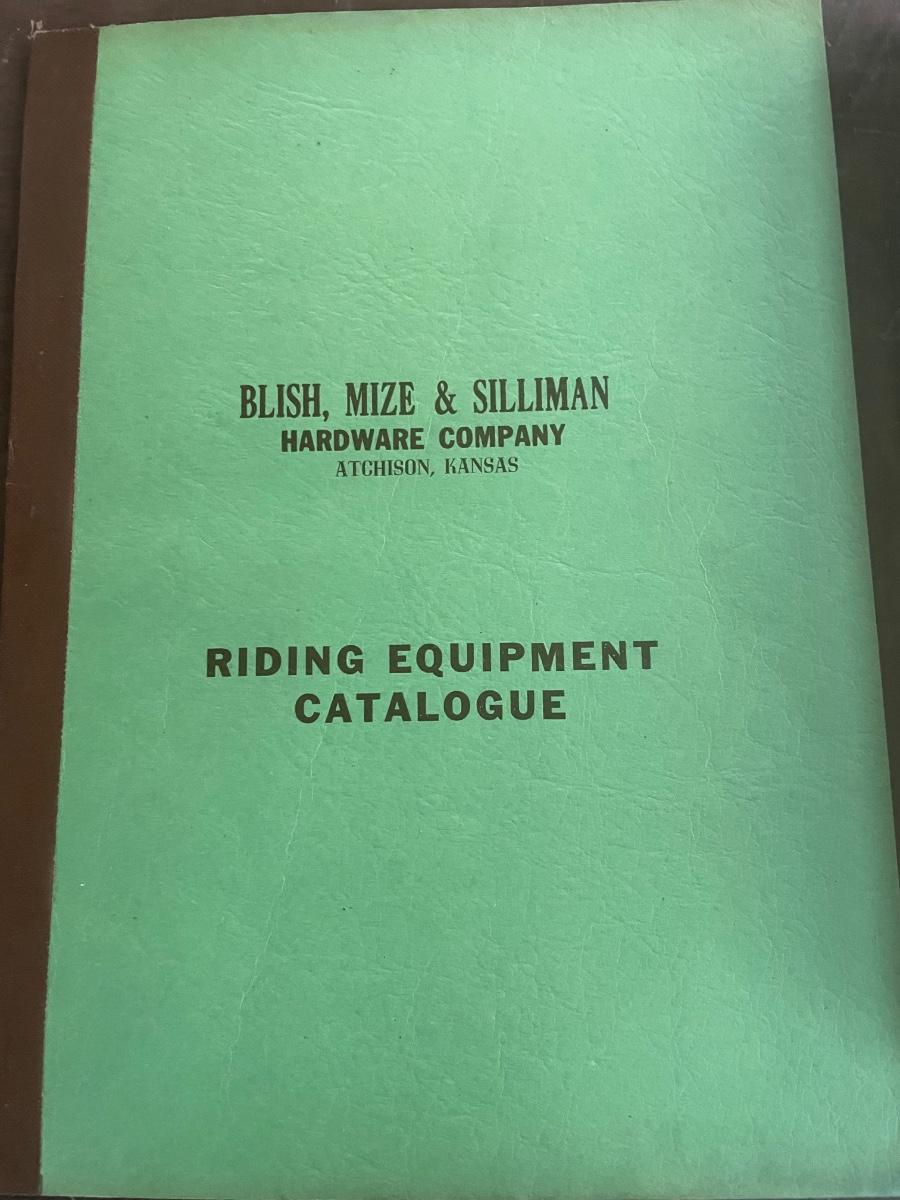 BLISH, MIZE & SILLIMAN
HARDWARE COMPANY
ATCHISON, KANSAS
RIDING EQUIPMENT
CATALOGUE